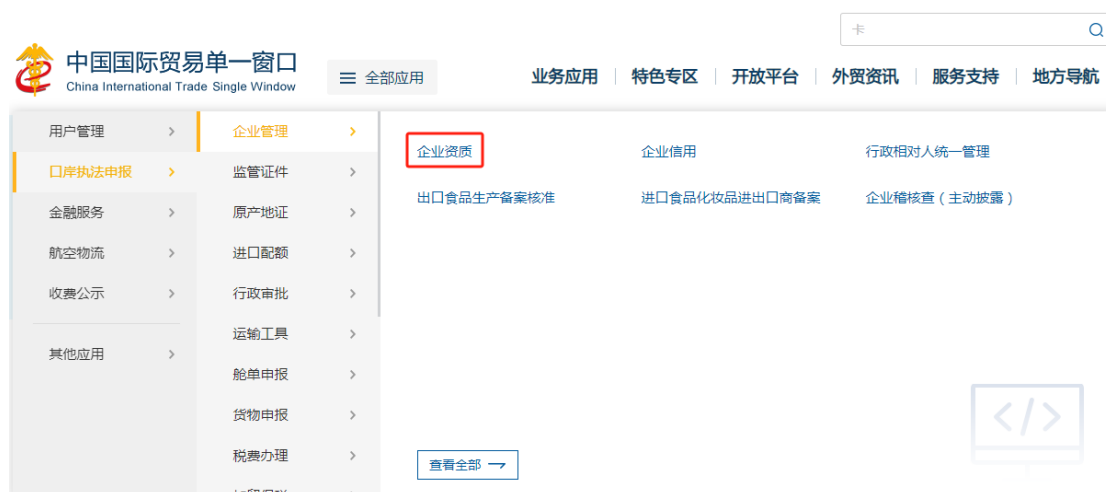 卡
中国国际贸易单一窗口
China International Trade Single Window
全部应用
业务应用 特色专区 开放平台 外贸资讯 服务支持 地方导航
用户管理
口岸执法申报
金融服务
航空物流
收费公示
其他应用
企业管理
监管证件
原产地证
进口配额
行政审批
运输工具
舱单申报
货物申报
税费办理
企业资质 企业信用 行政相对人统一管理
出口食品生产备案核准 进口食品化妆品进出口商备案 企业稽核查（主动披露）
查看全部